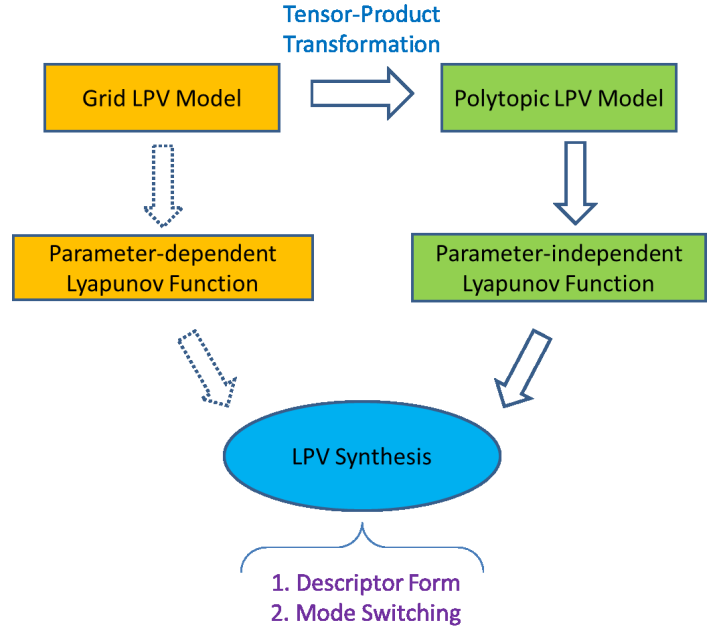 Tensor-Product
Transformation
Grid LPV Model
Polytopic LPV Model
Parameter-dependent
Lyapunov Function
Parameter-independent
Lyapunov Function
LPV Synthesis
1. Descriptor Form
2. Mode Switching